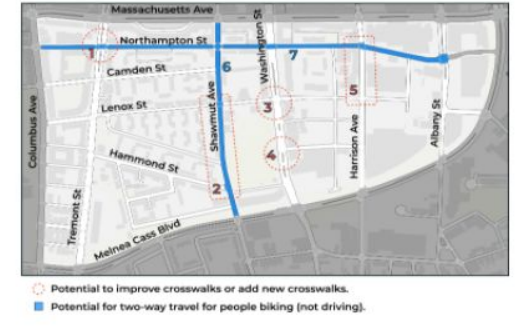 Massachusetts Ave
Washington St
1
Northampton St
7
6
Camden St
Shawmut Ave
5
Lenox St
3
Columbus Ave
Harrison Ave
Albany St
4
Hammond St
2
Tremont St
Melnea Cass Blvd
Potential to improve crosswalks or add new crosswalks.
Potential for two-way travel for people biking (not driving).